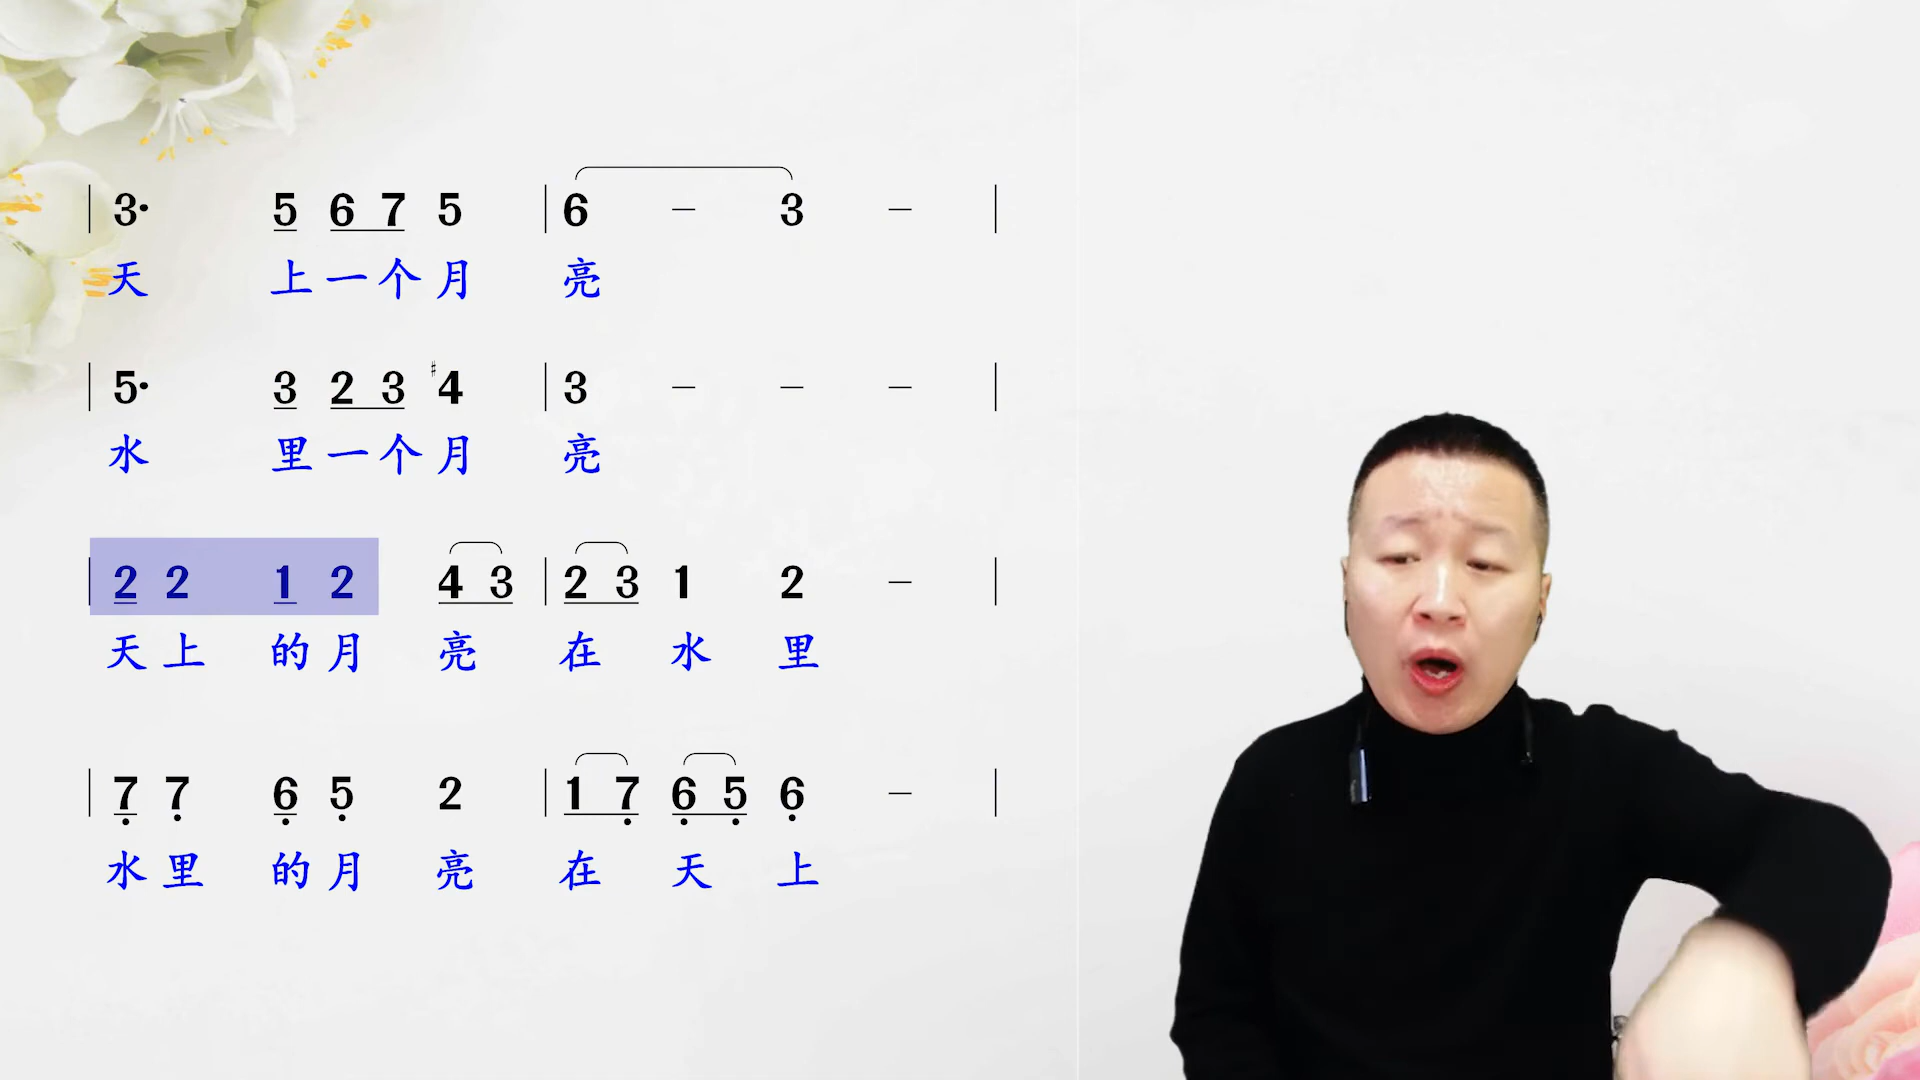 | 3· 5 6 7 5 | 6 – 3 – |
天 上一个月 亮
| 5· 3 2 3 #4 | 3 – – – |
水 里一个月 亮
| 2 2 1 2 4 3 | 2 3 1 2 – |
天上 的月 亮 在 水 里
| 7 7 6 5 2 | 1 7 6 5 6 – |
水里 的月 亮 在 天 上